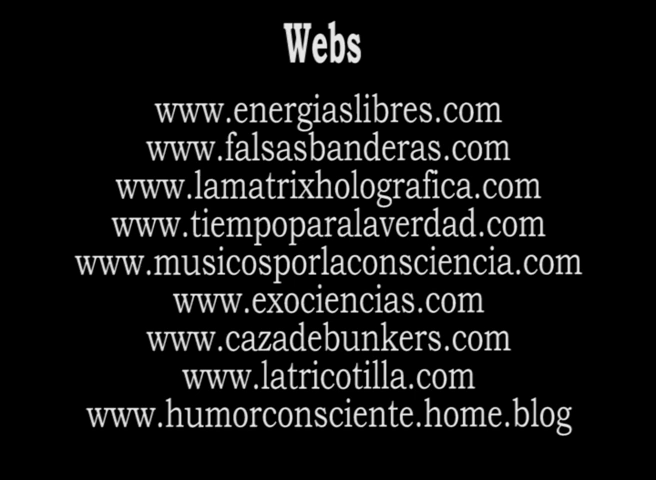 Webs
www.energiaslibres.com
www.falsasbanderas.com
www.lamatrixholografica.com
www.tiempoparalaverdad.com
www.musicosporlaconsciencia.com
www.exociencias.com
www.cazadebunkers.com
www.latricotilla.com
www.humorconsciente.home.blog